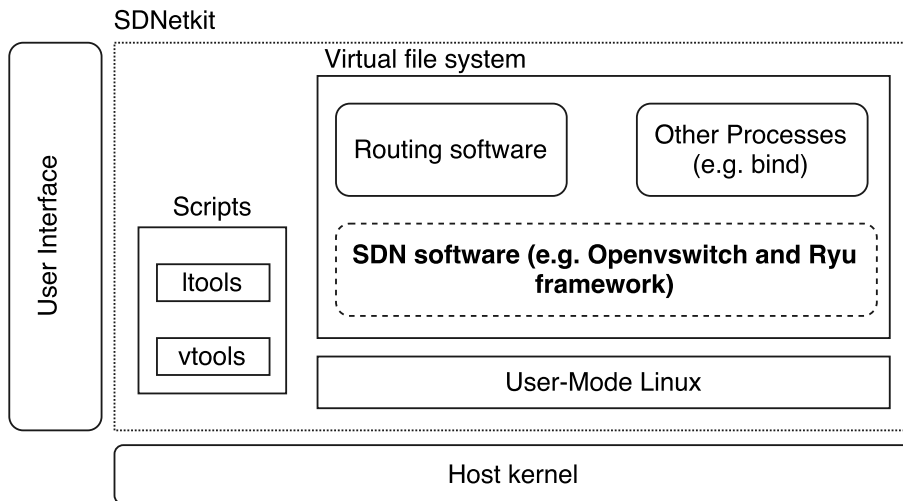 SDNetkit
User Interface
Virtual file system
Routing software
Other Processes
(e.g. bind)
Scripts
ltools
vtools
SDN software (e.g. Openvswitch and Ryu
framework)
User-Mode Linux
Host kernel